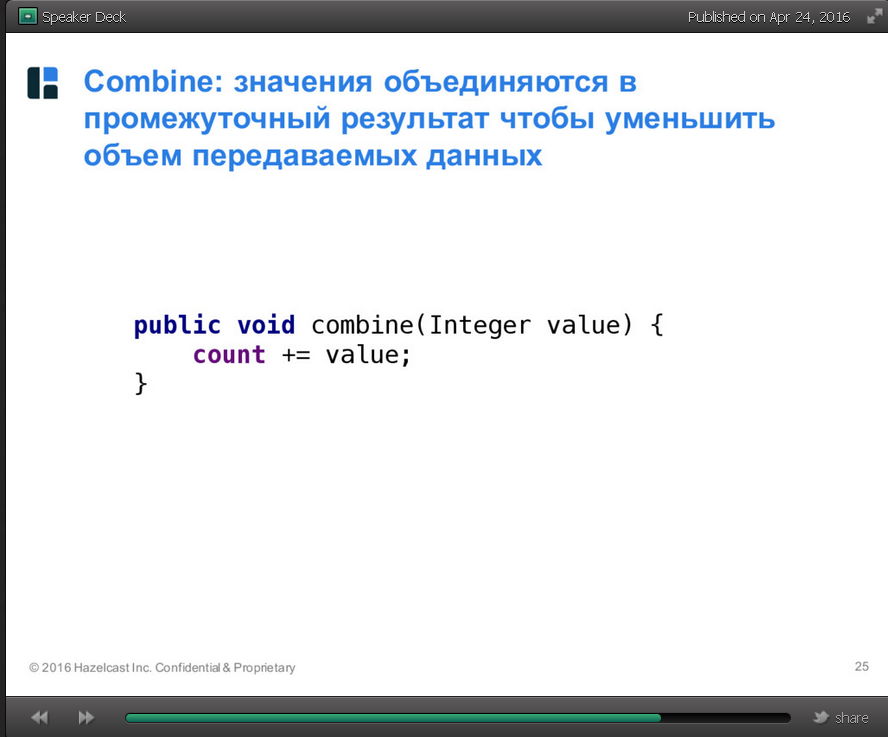 Speaker Deck
Published on Apr 24, 2016
Combine: значения объединяются в
промежуточный результат чтобы уменьшить
объем передаваемых данных
public void combine(Integer value) {
    count += value;
}
© 2016 Hazelcast Inc. Confidential & Proprietary
25
share